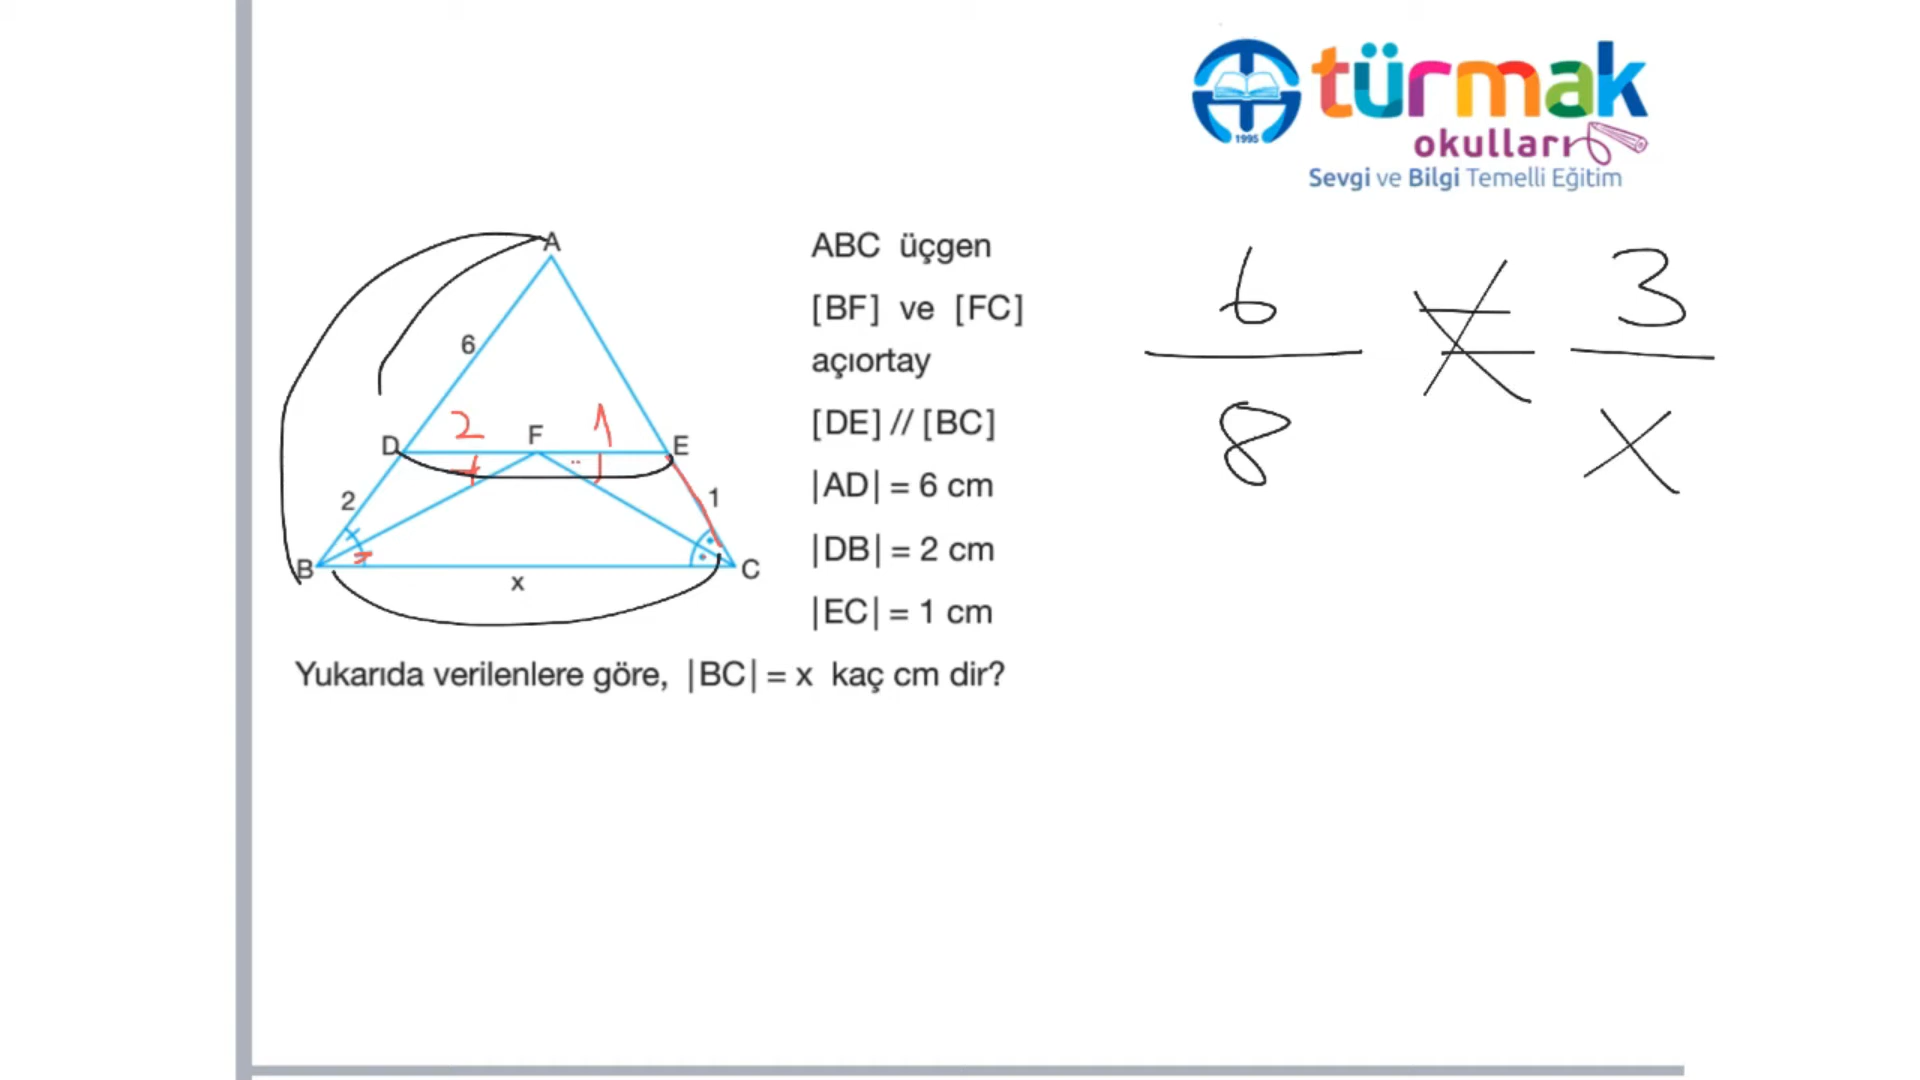 1995
türmak
okulları
Sevgi ve Bilgi Temelli Eğitim
A
6
D
2
F
1
E
2
1
B
x
C
ABC üçgen
[BF] ve [FC]
açıortay
[DE] // [BC]
|AD| = 6 cm
|DB| = 2 cm
|EC| = 1 cm
Yukarıda verilenlere göre, |BC| = x kaç cm dir?
6 = 3
8 x